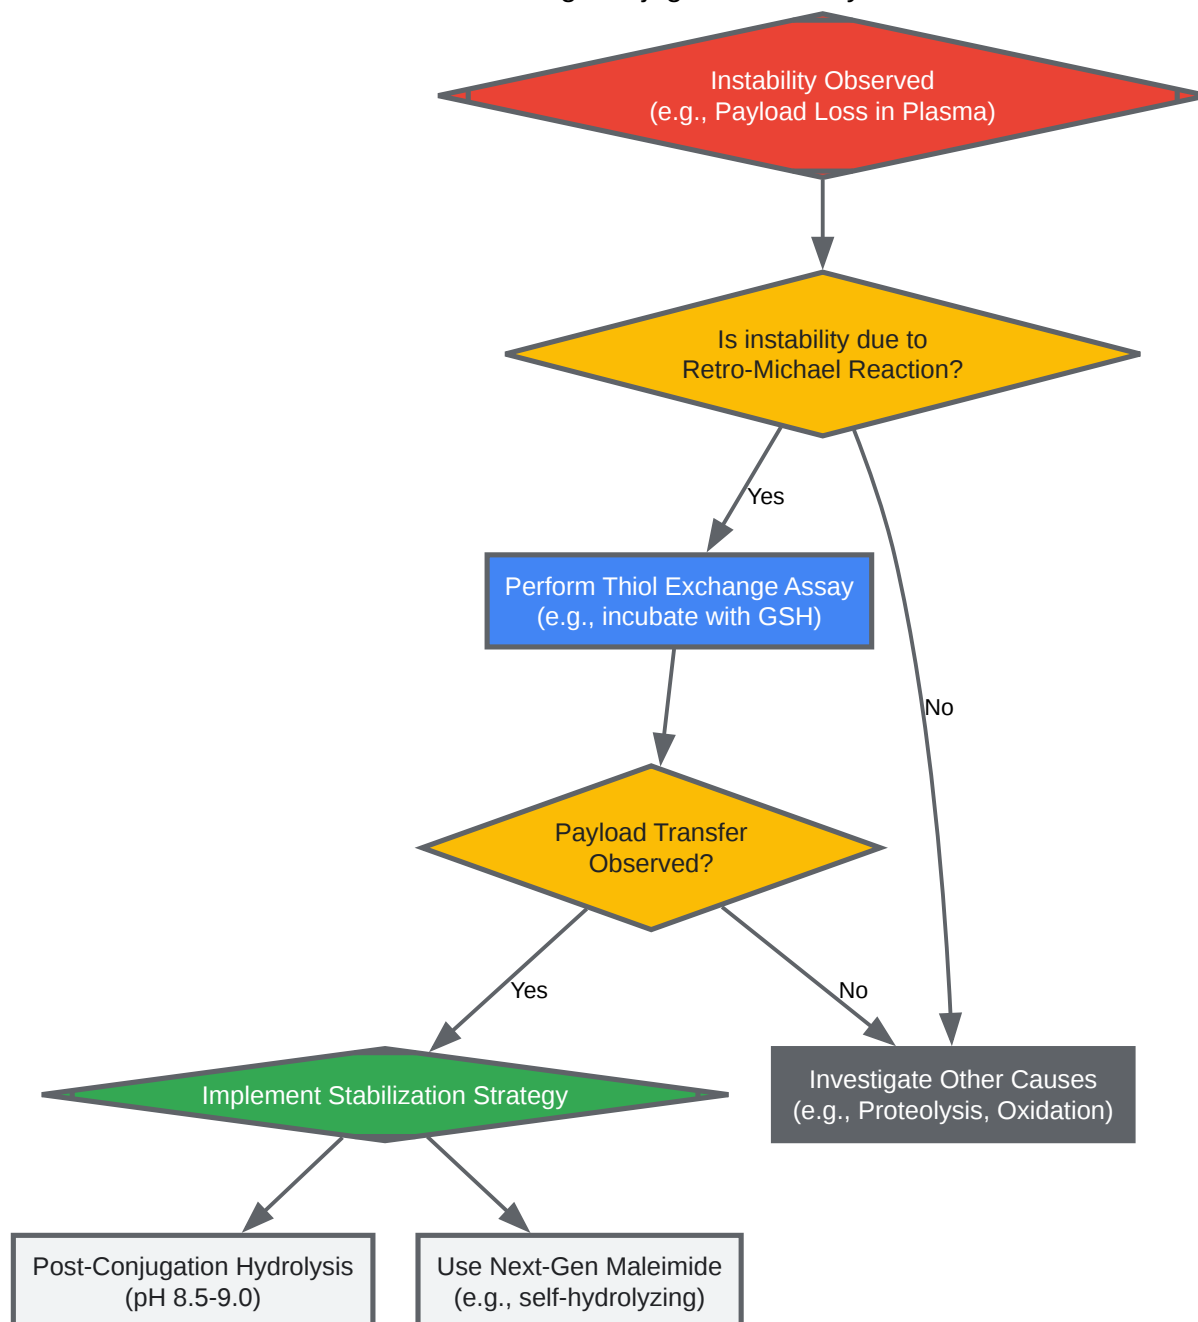 Instability Observed
(e.g., Payload Loss in Plasma)
Is instability due to
Retro-Michael Reaction?
Yes
Perform Thiol Exchange Assay
(e.g., incubate with GSH)
No
Payload Transfer
Observed?
Yes
No
Implement Stabilization Strategy
Investigate Other Causes
(e.g., Proteolysis, Oxidation)
Post-Conjugation Hydrolysis
(pH 8.5-9.0)
Use Next-Gen Maleimide
(e.g., self-hydrolyzing)